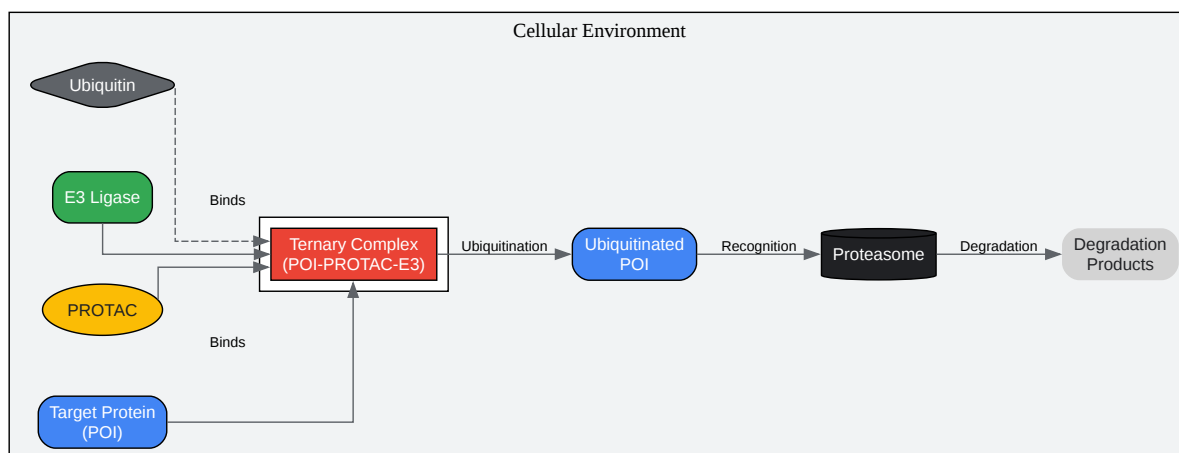 Cellular Environment
Ubiquitin
E3 Ligase
Binds
Ternary Complex
(POI-PROTAC-E3)
Ubiquitination
Ubiquitinated
POI
Recognition
Proteasome
Degradation
Degradation
Products
PROTAC
Binds
Target Protein
(POI)